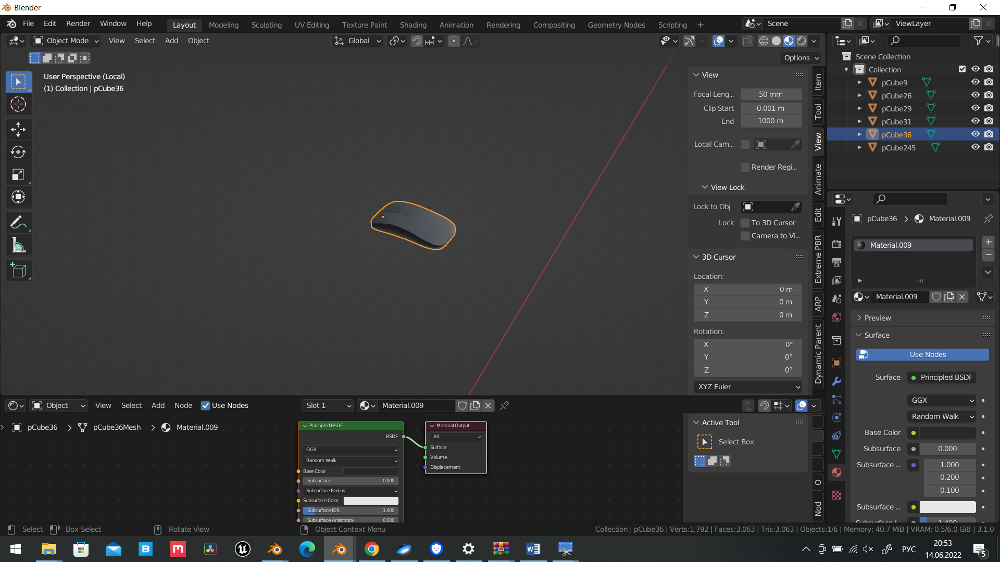 Blender
File Edit Render Window Help
Layout Modeling Sculpting UV Editing Texture Paint Shading Animation Rendering Compositing Geometry Nodes Scripting
Scene
ViewLayer
Object Mode View Select Add Object
Global
Options
User Perspective (Local)
(1) Collection | pCube36
View
Focal Leng... 50 mm
Clip Start 0.001 m
End 1000 m
Local Cam...
Render Regi...
View Lock
Lock to Obj
Lock To 3D Cursor
Camera to Vi...
3D Cursor
Location:
X 0 m
Y 0 m
Z 0 m
Rotation:
X 0°
Y 0°
Z 0°
XYZ Euler
Item
Tool
View
Animate
Edit
Extreme PBR
ARP
Dynamic Parent
Scene Collection
Collection
pCube9
pCube26
pCube29
pCube31
pCube36
pCube245
pCube36 > Material.009
Material.009
Material.009
Preview
Surface
Use Nodes
Surface Principled BSDF
GGX
Random Walk
Base Color
Subsurface 0.000
Subsurface ... 1.000
0.200
0.100
Subsurface ...
Object View Select Add Node Use Nodes
Slot 1
Material.009
pCube36 > pCube36Mesh > Material.009
Principled BSDF
BSDF
GGX
Random Walk
Base Color
Subsurface 0.000
Subsurface Radius
Subsurface Color
Subsurface IOR 1.400
Subsurface Anisotropy 0.000
Material Output
All
Surface
Volume
Displacement
Active Tool
Select Box
O
Nod
Select Box Select Rotate View Object Context Menu
Collection | pCube36 | Verts:1,792 | Faces:3,063 | Tris:3,063 | Objects:1/6 | Memory: 40.7 MiB | VRAM: 0.5/6.0 GiB | 3.1.0
РУС
20:53
14.06.2022
5